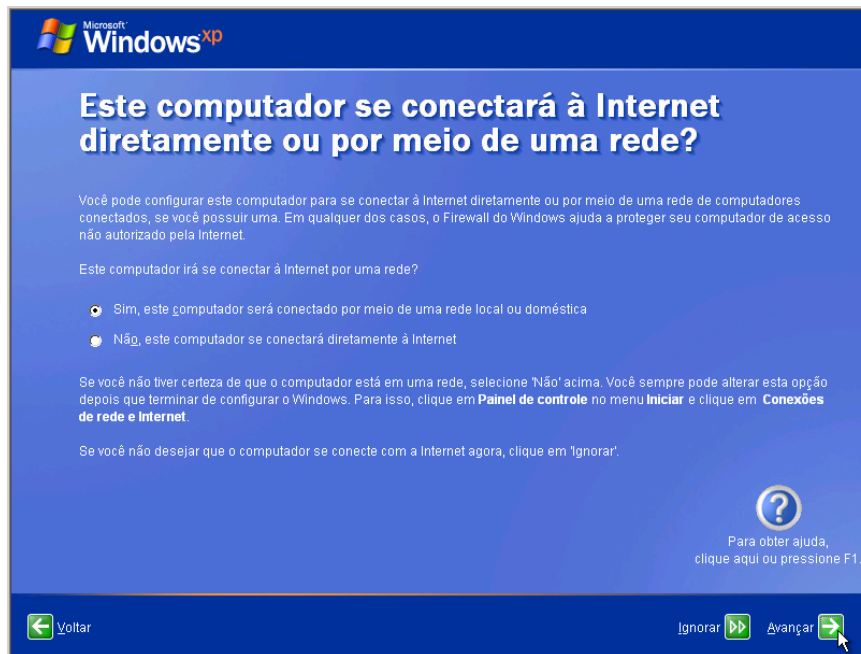 Microsoft
Windows xp
Este computador se conectará à Internet
diretamente ou por meio de uma rede?
Você pode configurar este computador para se conectar à Internet diretamente ou por meio de uma rede de computadores
conectados, se você possuir uma. Em qualquer dos casos, o Firewall do Windows ajuda a proteger seu computador de acesso
não autorizado pela Internet.
Este computador irá se conectar à Internet por uma rede?
Sim, este computador será conectado por meio de uma rede local ou doméstica
Não, este computador se conectará diretamente à Internet
Se você não tiver certeza de que o computador está em uma rede, selecione 'Não' acima. Você sempre pode alterar esta opção
depois que terminar de configurar o Windows. Para isso, clique em Painel de controle no menu Iniciar e clique em Conexões
de rede e Internet.
Se você não desejar que o computador se conecte com a Internet agora, clique em 'Ignorar'.
?
Para obter ajuda,
clique aqui ou pressione F1.
Voltar
Ignorar
Avançar